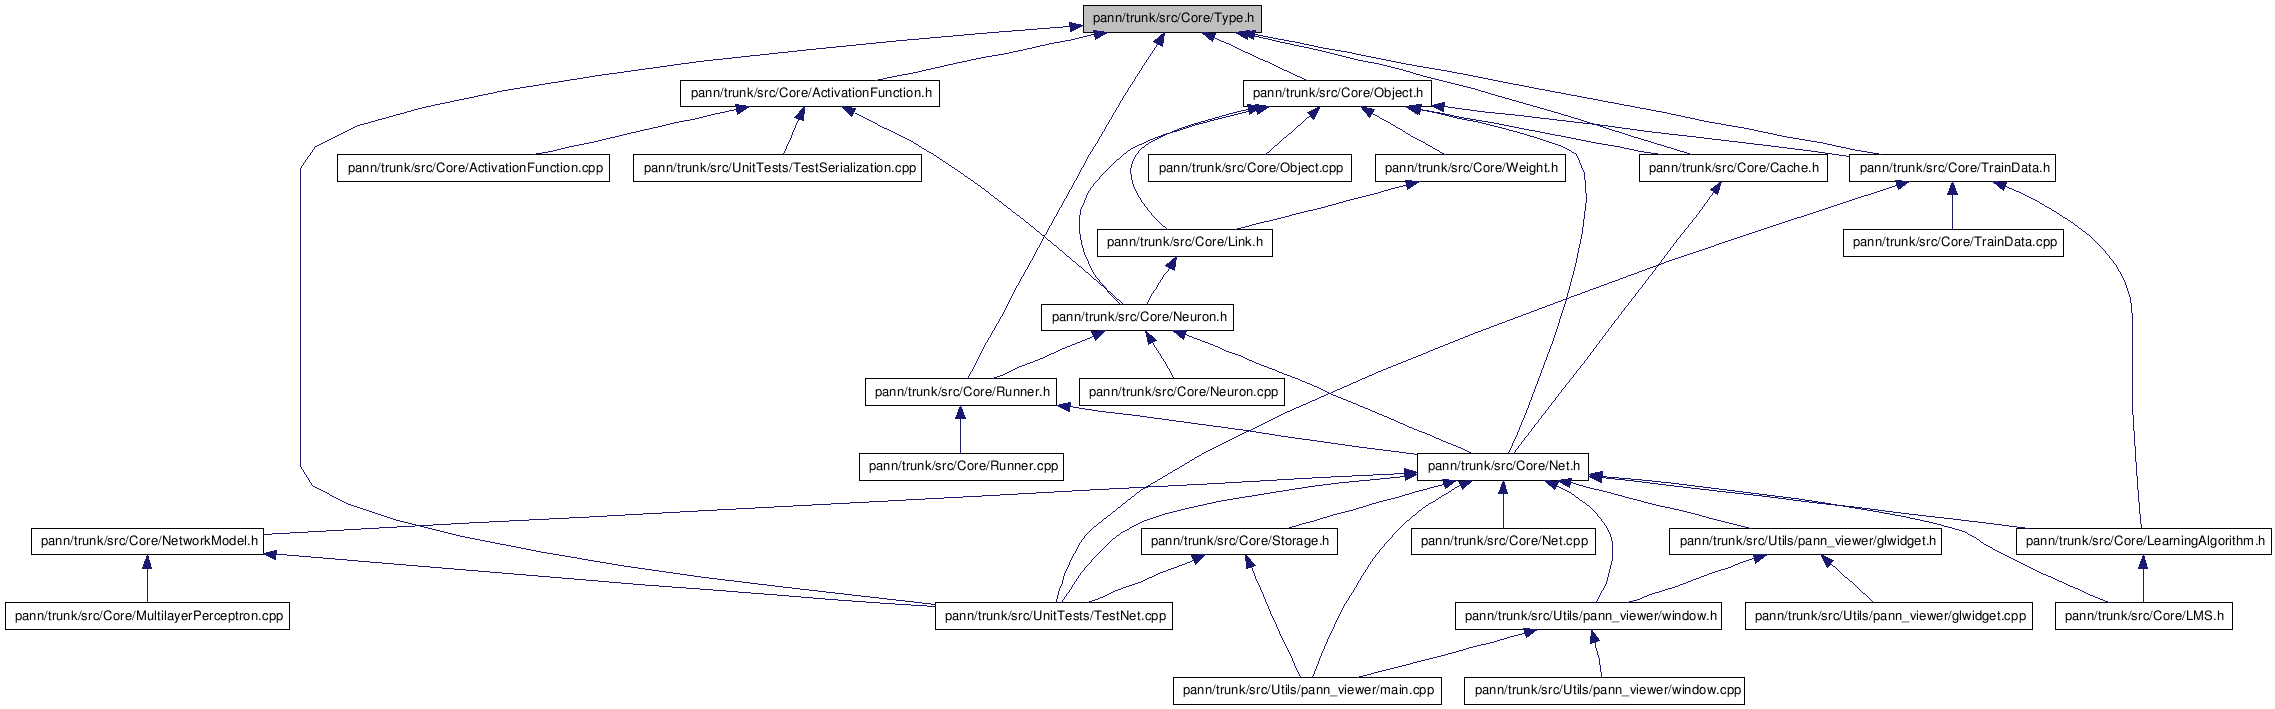 pann/trunk/src/Core/Type.h
pann/trunk/src/Core/ActivationFunction.h
pann/trunk/src/Core/Object.h
pann/trunk/src/Core/ActivationFunction.cpp
pann/trunk/src/UnitTests/TestSerialization.cpp
pann/trunk/src/Core/Object.cpp
pann/trunk/src/Core/Weight.h
pann/trunk/src/Core/Cache.h
pann/trunk/src/Core/TrainData.h
pann/trunk/src/Core/Link.h
pann/trunk/src/Core/TrainData.cpp
pann/trunk/src/Core/Neuron.h
pann/trunk/src/Core/Runner.h
pann/trunk/src/Core/Neuron.cpp
pann/trunk/src/Core/Runner.cpp
pann/trunk/src/Core/Net.h
pann/trunk/src/Core/NetworkModel.h
pann/trunk/src/Core/Storage.h
pann/trunk/src/Core/Net.cpp
pann/trunk/src/Utils/pann_viewer/glwidget.h
pann/trunk/src/Core/LearningAlgorithm.h
pann/trunk/src/Core/MultilayerPerceptron.cpp
pann/trunk/src/UnitTests/TestNet.cpp
pann/trunk/src/Utils/pann_viewer/window.h
pann/trunk/src/Utils/pann_viewer/glwidget.cpp
pann/trunk/src/Core/LMS.h
pann/trunk/src/Utils/pann_viewer/main.cpp
pann/trunk/src/Utils/pann_viewer/window.cpp